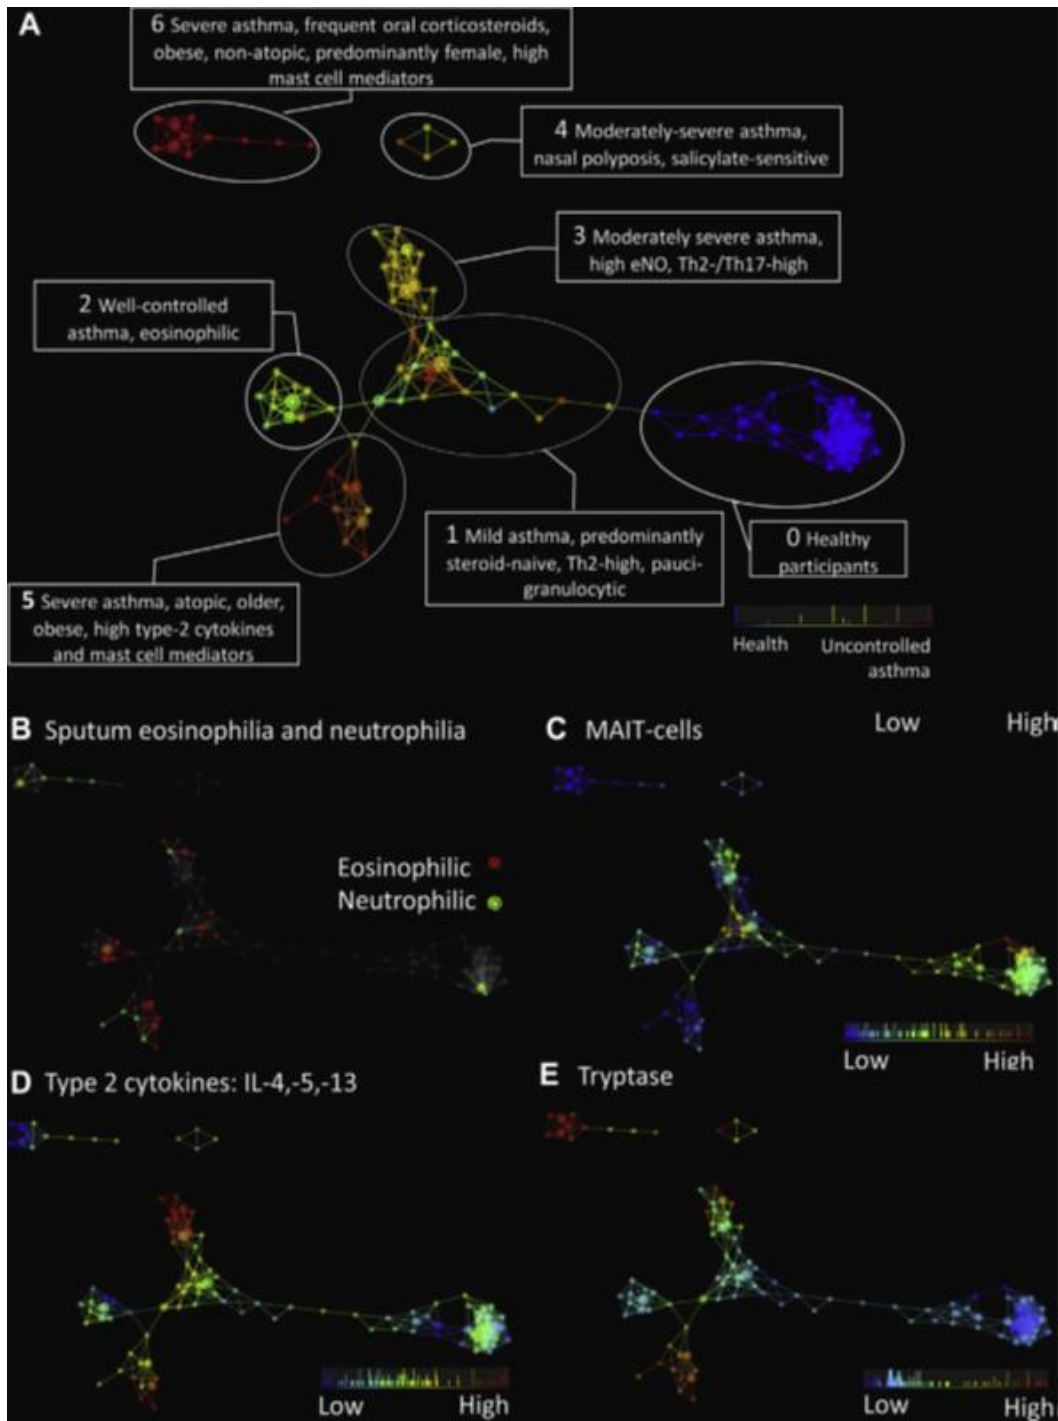 A
6 Severe asthma, frequent oral corticosteroids,
obese, non-atopic, predominantly female, high
mast cell mediators
4 Moderately-severe asthma,
nasal polyposis, salicylate-sensitive
3 Moderately severe asthma,
high eNO, Th2-/Th17-high
2 Well-controlled
asthma, eosinophilic
1 Mild asthma, predominantly
steroid-naive, Th2-high, pauci-
granulocytic
0 Healthy
participants
5 Severe asthma, atopic, older,
obese, high type-2 cytokines
and mast cell mediators
Health Uncontrolled
asthma
B Sputum eosinophilia and neutrophilia
Eosinophilic
Neutrophilic
C MAIT-cells
Low High
Low High
D Type 2 cytokines: IL-4,-5,-13
Low High
E Tryptase
Low High